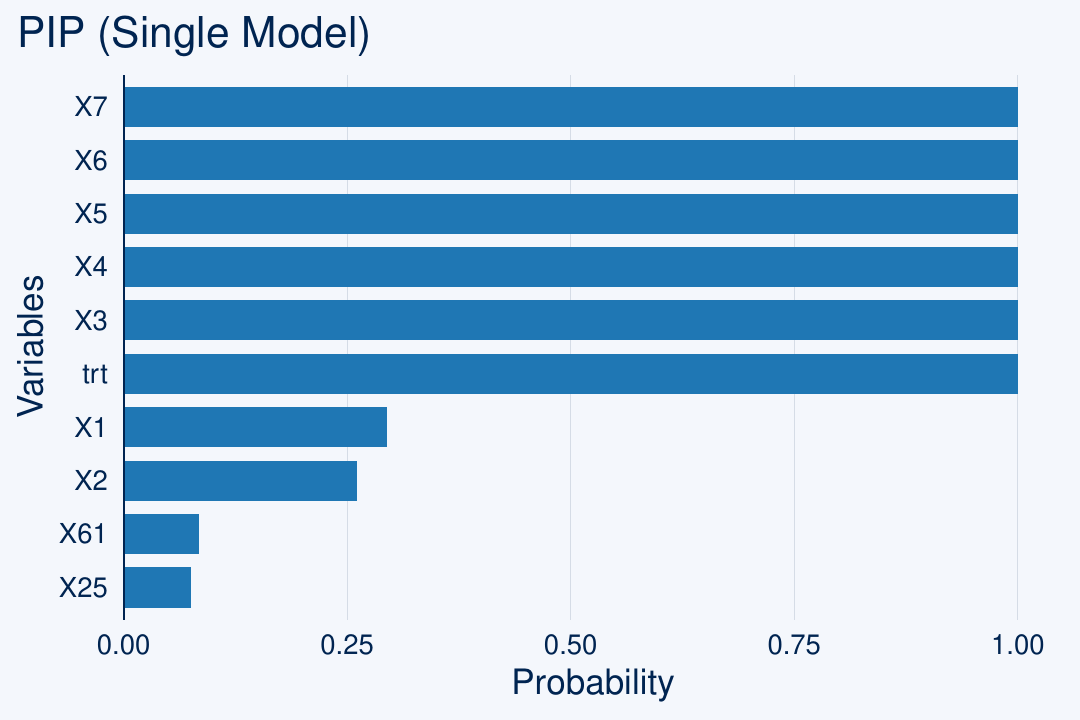 PIP (Single Model)
X7
X6
X5
X4
X3
trt
X1
X2
X61
X25
Variables
0.00 0.25 0.50 0.75 1.00
Probability